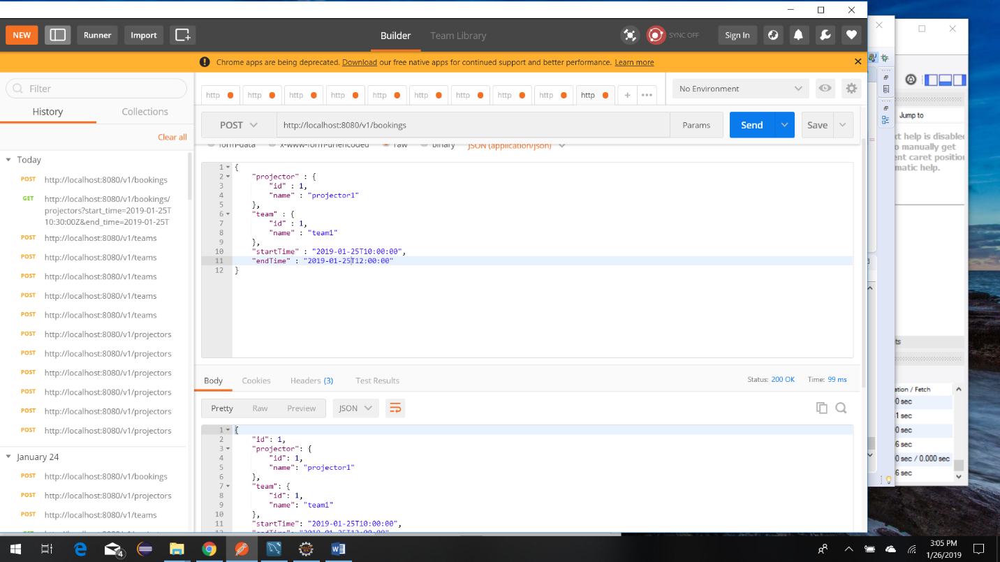 NEW
Runner
Import
Builder
Team Library
SYNC OFF
Sign In
Chrome apps are being deprecated. Download our free native apps for continued support and better performance. Learn more
Filter
History
Collections
Clear all
Today
POST http://localhost:8080/v1/bookings
GET http://localhost:8080/v1/bookings/
projectors?start_time=2019-01-25T
10:30:00Z&end_time=2019-01-25T
POST http://localhost:8080/v1/teams
POST http://localhost:8080/v1/teams
POST http://localhost:8080/v1/teams
POST http://localhost:8080/v1/teams
POST http://localhost:8080/v1/teams
POST http://localhost:8080/v1/projectors
POST http://localhost:8080/v1/projectors
POST http://localhost:8080/v1/projectors
POST http://localhost:8080/v1/projectors
POST http://localhost:8080/v1/projectors
POST http://localhost:8080/v1/projectors
January 24
POST http://localhost:8080/v1/bookings
POST http://localhost:8080/v1/projectors
POST http://localhost:8080/v1/teams
http http http http http http http http http http + •••
No Environment
POST http://localhost:8080/v1/bookings Params Send Save
form-data x-www-form-urlencoded raw binary JSON (application/json)
1 {
2 "projector" : {
3 "id" : 1,
4 "name" : "projector1"
5 },
6 "team" : {
7 "id" : 1,
8 "name" : "team1"
9 },
10 "startTime" : "2019-01-25T10:00:00",
11 "endTime" : "2019-01-25T12:00:00"
12 }
Body Cookies Headers (3) Test Results Status: 200 OK Time: 99 ms
Pretty Raw Preview JSON
1 {
2 "id": 1,
3 "projector": {
4 "id": 1,
5 "name": "projector1"
6 },
7 "team": {
8 "id": 1,
9 "name": "team1"
10 },
11 "startTime": "2019-01-25T10:00:00",
Jump to
xt help is disabled
o manually get
ent caret position
matic help.
ts
ation / Fetch
0 sec
1 sec
0 sec
6 sec
0 sec / 0.000 sec
6 sec
4
3:05 PM
1/26/2019